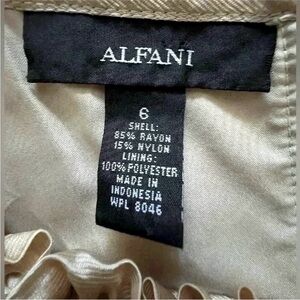 ALFANI
6
SHELL:
85% RAYON
15% NYLON
LINING:
100% POLYESTER
MADE IN
INDONESIA
WPL 8046